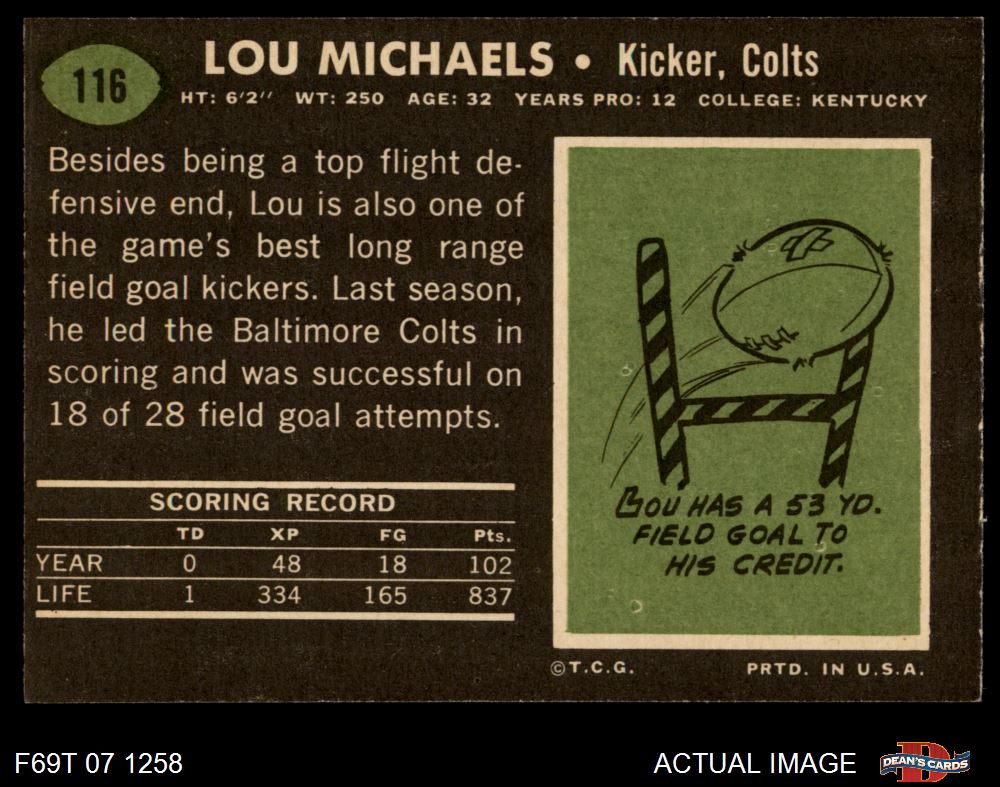 116
LOU MICHAELS • Kicker, Colts
HT: 6'2'' WT: 250 AGE: 32 YEARS PRO: 12 COLLEGE: KENTUCKY
Besides being a top flight de-
fensive end, Lou is also one of
the game's best long range
field goal kickers. Last season,
he led the Baltimore Colts in
scoring and was successful on
18 of 28 field goal attempts.
SCORING RECORD
TD XP FG Pts.
YEAR 0 48 18 102
LIFE 1 334 165 837
LOU HAS A 53 YD.
FIELD GOAL TO
HIS CREDIT.
©T.C.G. PRTD. IN U.S.A.
F69T 07 1258 ACTUAL IMAGE
D
DEAN'S CARDS